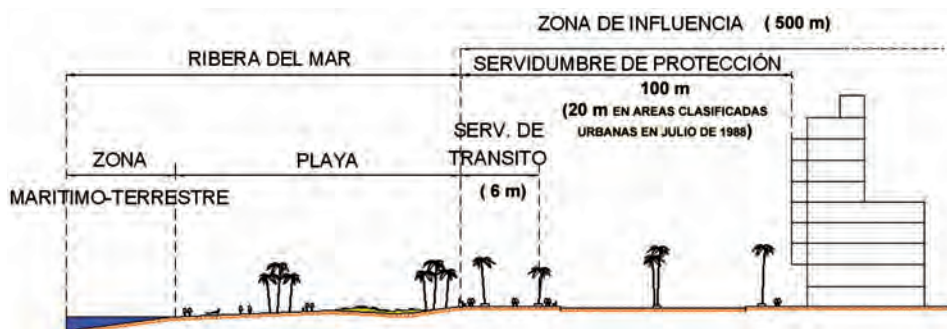 ZONA DE INFLUENCIA ( 500 m)
RIBERA DEL MAR
SERVIDUMBRE DE PROTECCIÓN
100 m
(20 m EN AREAS CLASIFICADAS
URBANAS EN JULIO DE 1988)
SERV. DE
TRANSITO
( 6 m)
ZONA
MARITIMO-TERRESTRE
PLAYA